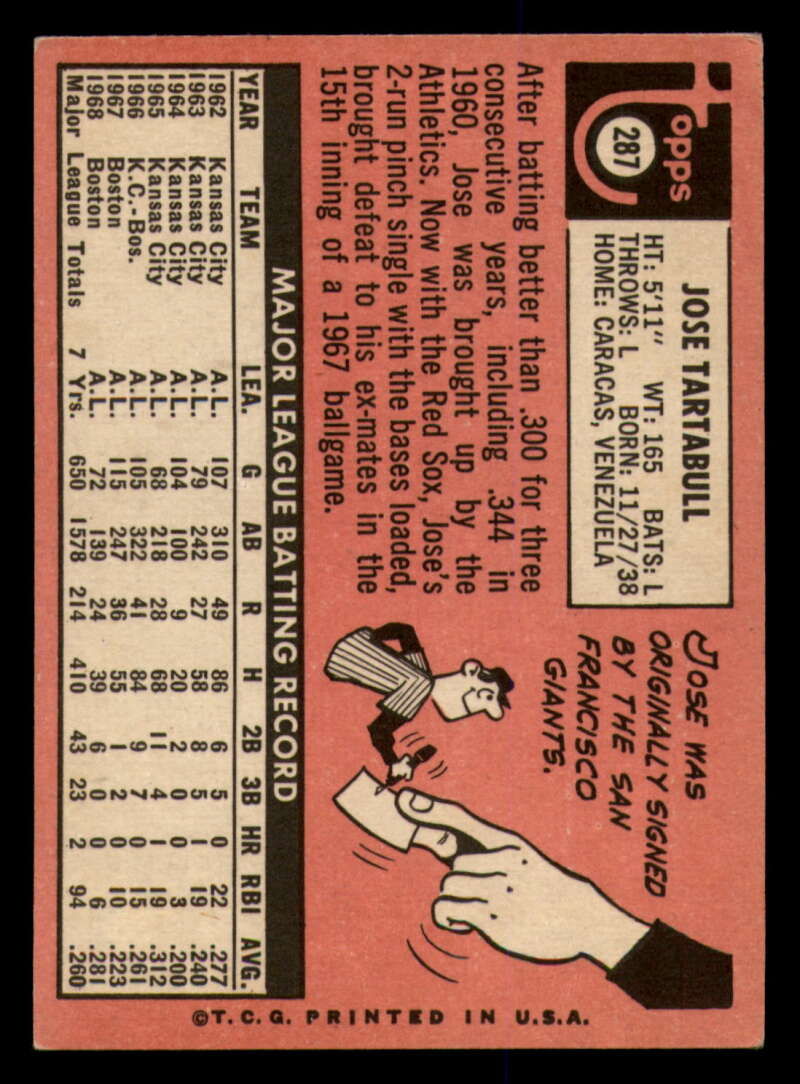 Topps
287
JOSE TARTABULL
HT: 5'11" WT: 165 BATS: L
THROWS: L BORN: 11/27/38
HOME: CARACAS, VENEZUELA
After batting better than .300 for three
consecutive years, including .344 in
1960, Jose was brought up by the
Athletics. Now with the Red Sox, Jose's
2-run pinch single with the bases loaded,
brought defeat to his ex-mates in the
15th inning of a 1967 ballgame.
JOSE WAS
ORIGINALLY SIGNED
BY THE SAN
FRANCISCO
GIANTS.
MAJOR LEAGUE BATTING RECORD
YEAR TEAM LEA. G AB R H 2B 3B HR RBI AVG.
1962 Kansas City A.L. 107 310 49 86 6 5 0 22 .277
1963 Kansas City A.L. 79 242 27 58 8 5 1 19 .240
1964 Kansas City A.L. 104 100 9 20 2 0 0 3 .200
1965 Kansas City A.L. 68 218 28 68 11 4 1 19 .312
1966 K.C.-Bos. A.L. 105 322 41 84 9 7 0 15 .261
1967 Boston A.L. 115 247 36 55 1 2 0 10 .223
1968 Boston A.L. 72 139 24 39 6 0 0 6 .281
Major League Totals 7 Yrs. 650 1578 214 410 43 23 2 94 .260
©T.C.G. PRINTED IN U.S.A.